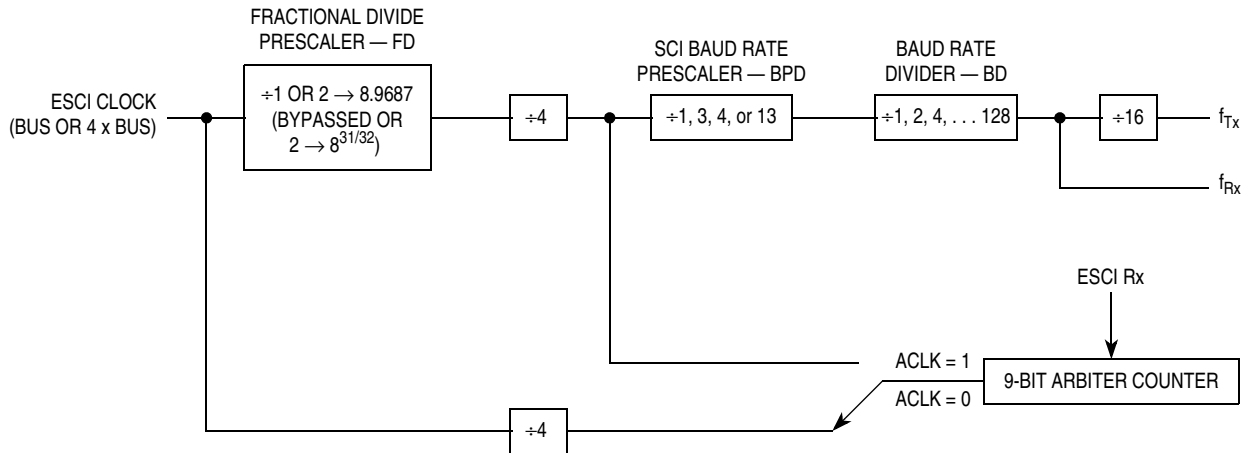 FRACTIONAL DIVIDE
PRESCALER — FD
SCI BAUD RATE
PRESCALER — BPD
BAUD RATE
DIVIDER — BD
ESCI CLOCK
(BUS OR 4 x BUS)
÷1 OR 2 → 8.9687
(BYPASSED OR
2 → 8^31/32)
÷4
÷1, 3, 4, or 13
÷1, 2, 4, . . . 128
÷16
fTx
fRx
ESCI Rx
ACLK = 1
9-BIT ARBITER COUNTER
ACLK = 0
÷4